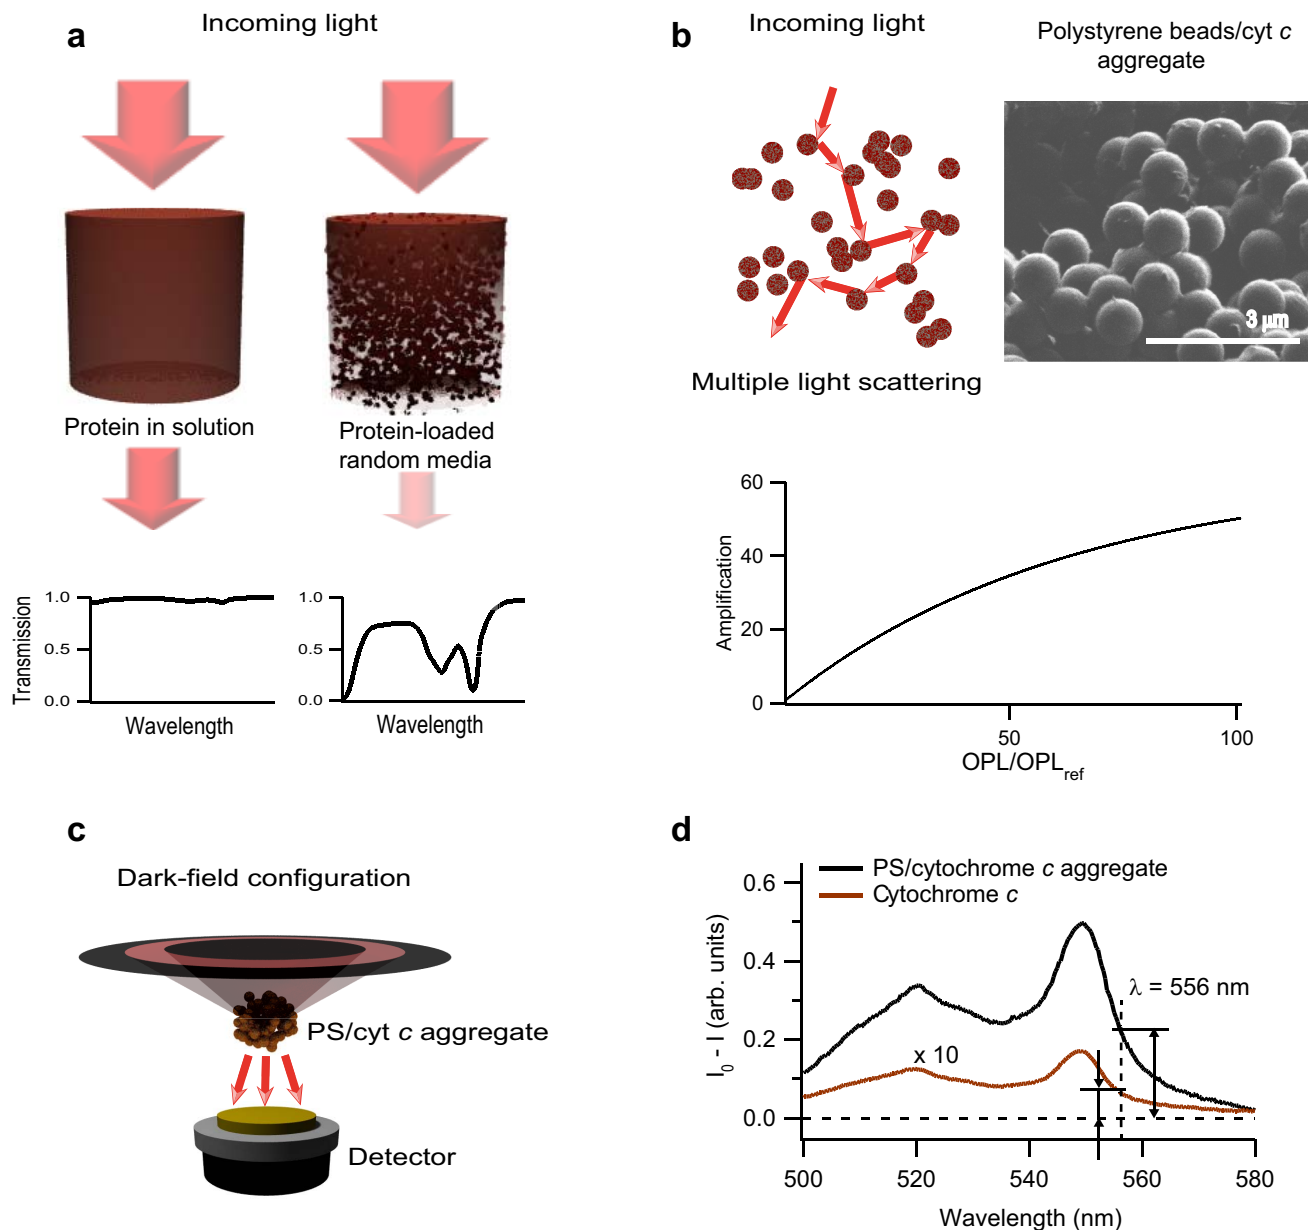 a
Incoming light
Protein in solution
Protein-loaded
random media
Transmission
1.0
0.5
0.0
Wavelength
1.0
0.5
0.0
Wavelength
b
Incoming light
Polystyrene beads/cyt c
aggregate
3 µm
Multiple light scattering
Amplification
60
40
20
0
50
100
OPL/OPLref
c
Dark-field configuration
PS/cyt c aggregate
Detector
d
PS/cytochrome c aggregate
Cytochrome c
I0 - I (arb. units)
0.6
0.4
0.2
0.0
λ = 556 nm
x 10
500
520
540
560
580
Wavelength (nm)